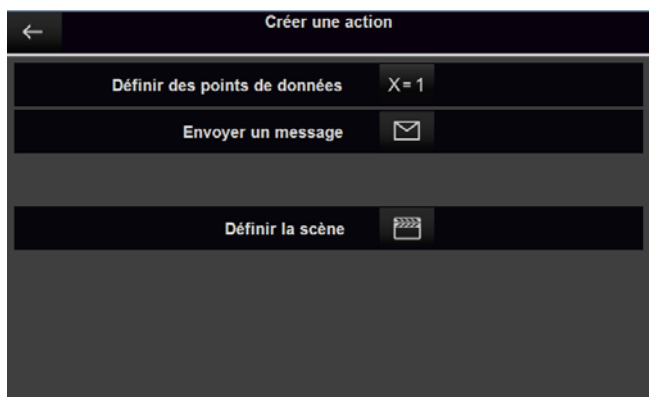 Créer une action
Définir des points de données X=1
Envoyer un message
Définir la scène